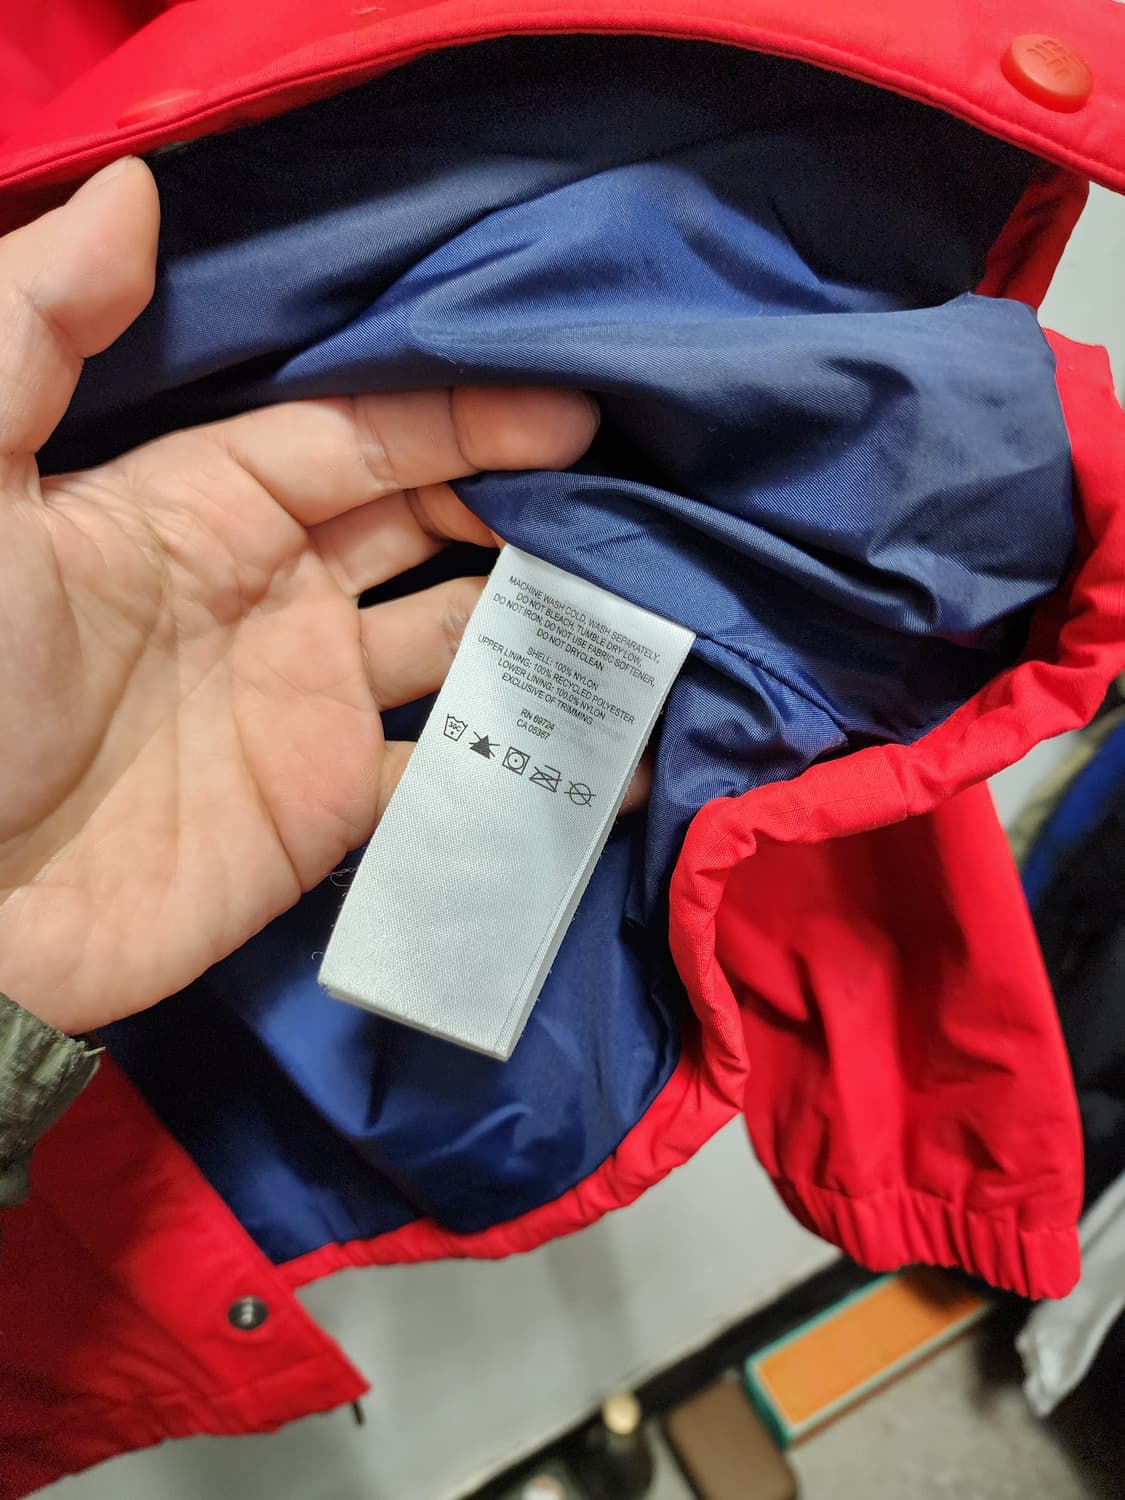 MACHINE WASH COLD, WASH SEPARATELY,
DO NOT BLEACH, TUMBLE DRY LOW,
DO NOT IRON, DO NOT USE FABRIC SOFTENER,
DO NOT DRYCLEAN
SHELL: 100% NYLON
UPPER LINING: 100% RECYCLED POLYESTER
LOWER LINING: 100.0% NYLON
EXCLUSIVE OF TRIMMING
RN 69724
CA 05367
30C